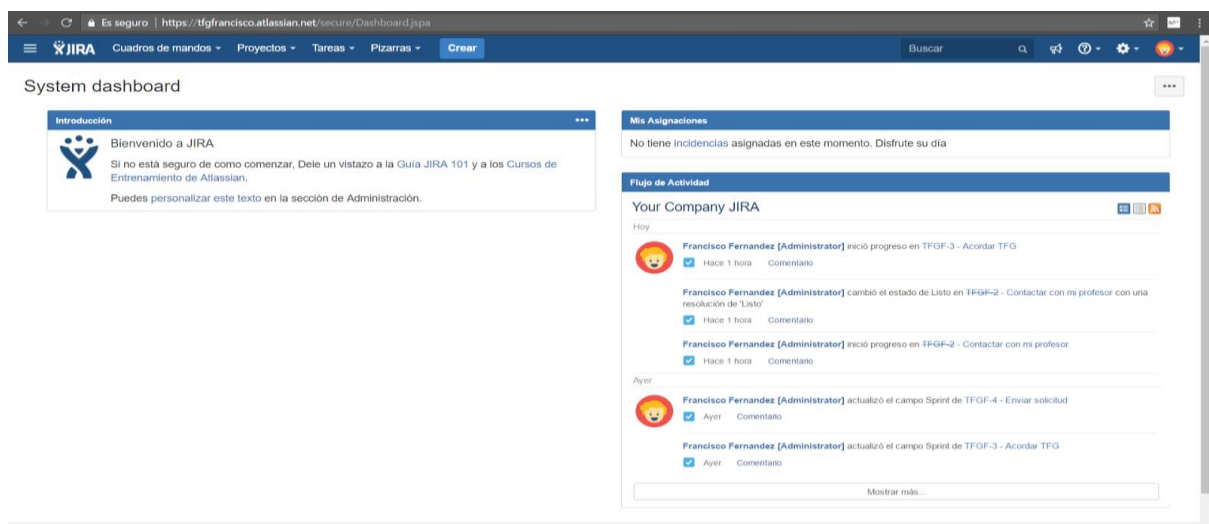 Es seguro | https://tfgfrancisco.atlassian.net/secure/Dashboard.jspa
JIRA Cuadros de mandos Proyectos Tareas Pizarras Crear Buscar
System dashboard
Introducción
Bienvenido a JIRA
Si no está seguro de como comenzar, Dele un vistazo a la Guía JIRA 101 y a los Cursos de
Entrenamiento de Atlassian.
Puedes personalizar este texto en la sección de Administración.
Mis Asignaciones
No tiene incidencias asignadas en este momento. Disfrute su día
Flujo de Actividad
Your Company JIRA
Hoy
Francisco Fernandez [Administrator] inició progreso en TFGF-3 - Acordar TFG
Hace 1 hora Comentario
Francisco Fernandez [Administrator] cambió el estado de Listo en TFGF-2 - Contactar con mi profesor con una
resolución de 'Listo'
Hace 1 hora Comentario
Francisco Fernandez [Administrator] inició progreso en TFGF-2 - Contactar con mi profesor
Hace 1 hora Comentario
Ayer
Francisco Fernandez [Administrator] actualizó el campo Sprint de TFGF-4 - Enviar solicitud
Ayer Comentario
Francisco Fernandez [Administrator] actualizó el campo Sprint de TFGF-3 - Acordar TFG
Ayer Comentario
Mostrar más...